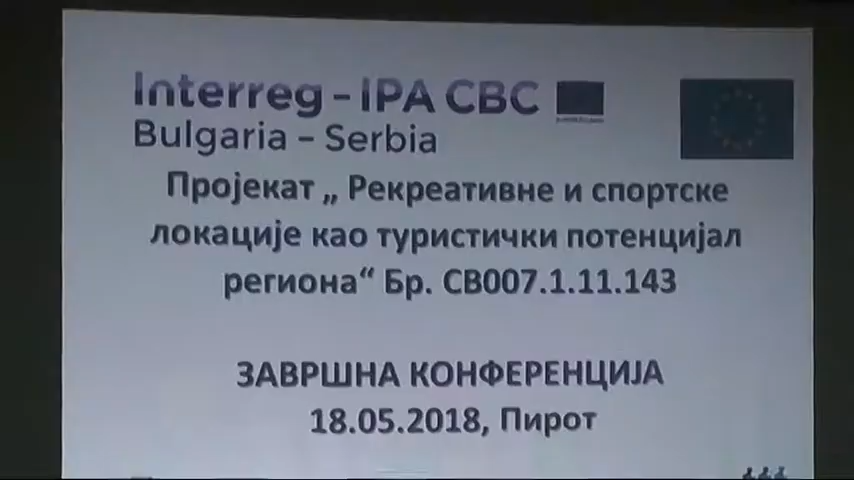 Interreg - IPA CBC
Bulgaria – Serbia
Пројекат „ Рекреативне и спортске
локације као туристички потенцијал
региона“ Бр. CB007.1.11.143
ЗАВРШНА КОНФЕРЕНЦИЈА
18.05.2018, Пирот